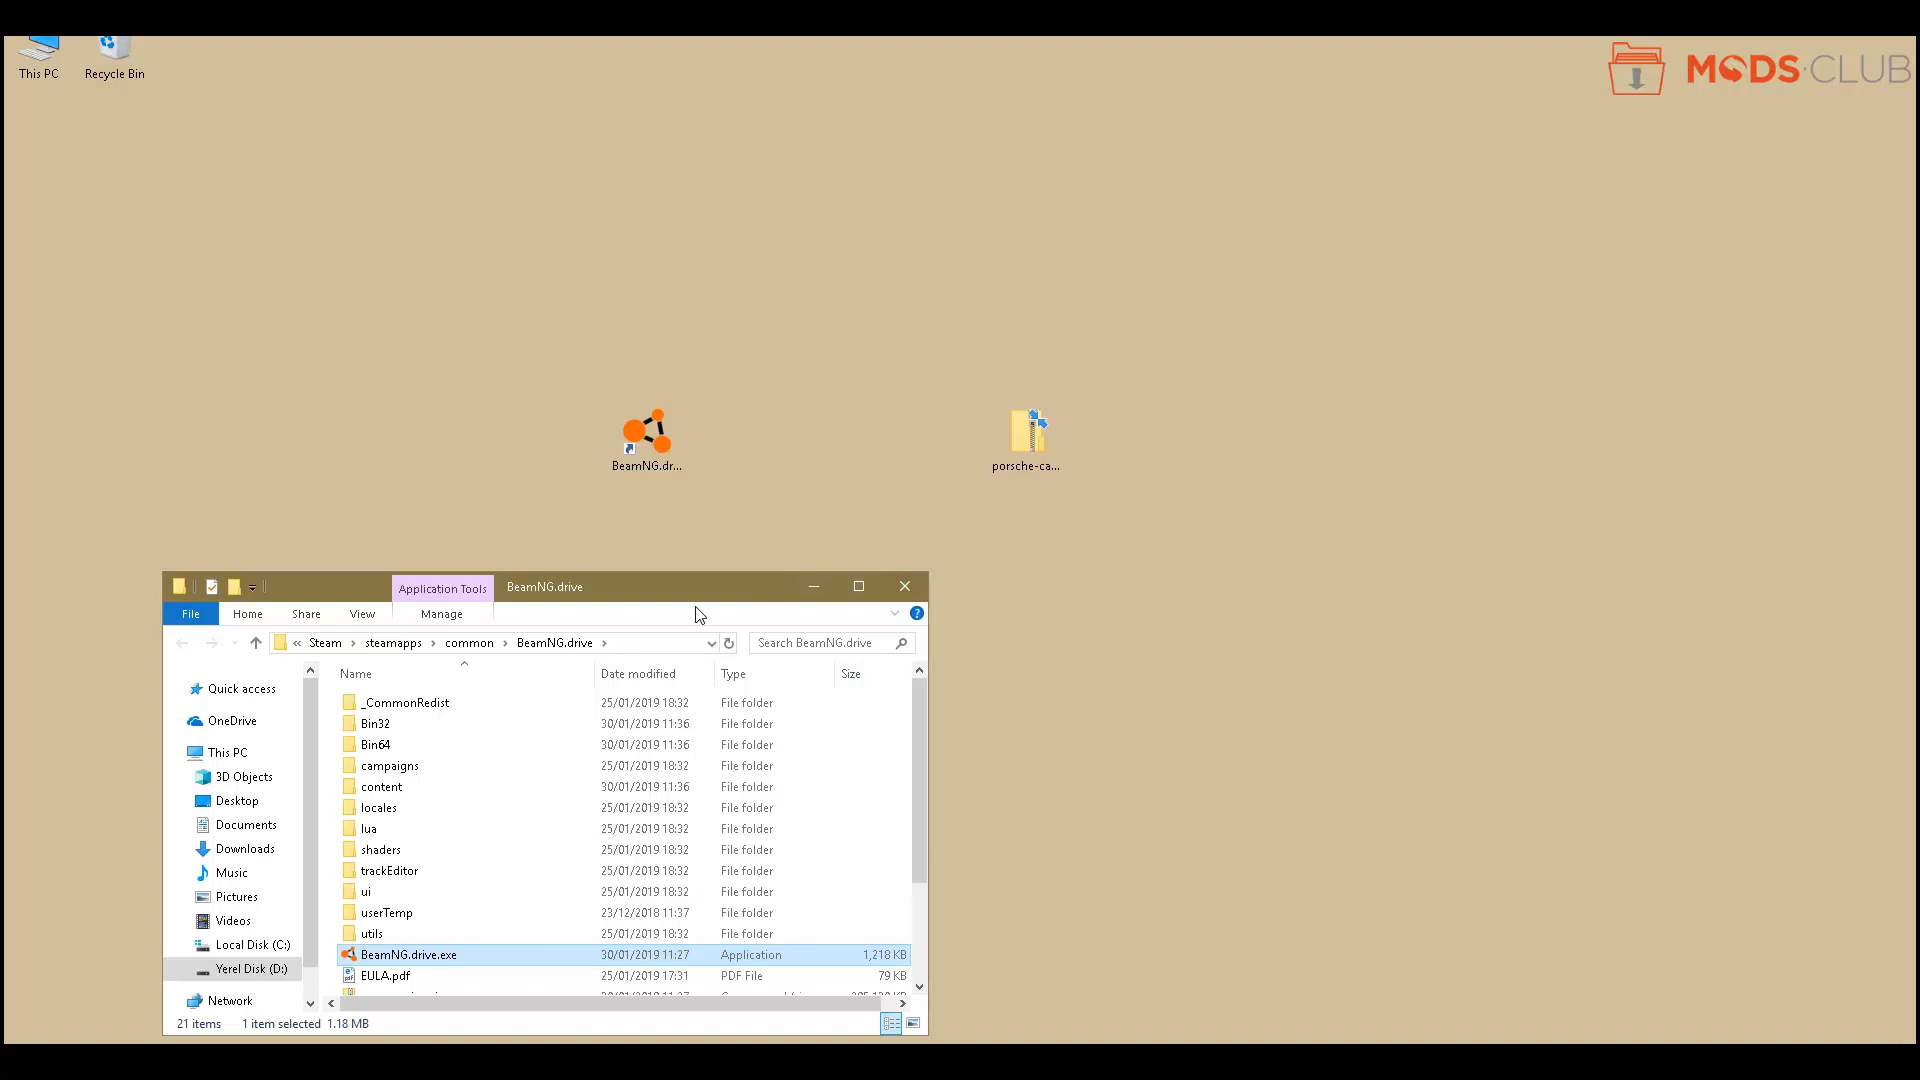 This PC
Recycle Bin
MODS·CLUB
BeamNG.dr...
porsche-ca...
Application Tools
BeamNG.drive
File
Home
Share
View
Manage
« Steam › steamapps › common › BeamNG.drive ›
Search BeamNG.drive
Name
Date modified
Type
Size
Quick access
OneDrive
This PC
3D Objects
Desktop
Documents
Downloads
Music
Pictures
Videos
Local Disk (C:)
Yerel Disk (D:)
Network
_CommonRedist 25/01/2019 18:32 File folder
Bin32 30/01/2019 11:36 File folder
Bin64 30/01/2019 11:36 File folder
campaigns 25/01/2019 18:32 File folder
content 30/01/2019 11:36 File folder
locales 25/01/2019 18:32 File folder
lua 25/01/2019 18:32 File folder
shaders 25/01/2019 18:32 File folder
trackEditor 25/01/2019 18:32 File folder
ui 25/01/2019 18:32 File folder
userTemp 23/12/2018 11:37 File folder
utils 25/01/2019 18:32 File folder
BeamNG.drive.exe 30/01/2019 11:27 Application 1,218 KB
EULA.pdf 25/01/2019 17:31 PDF File 79 KB
21 items 1 item selected 1.18 MB